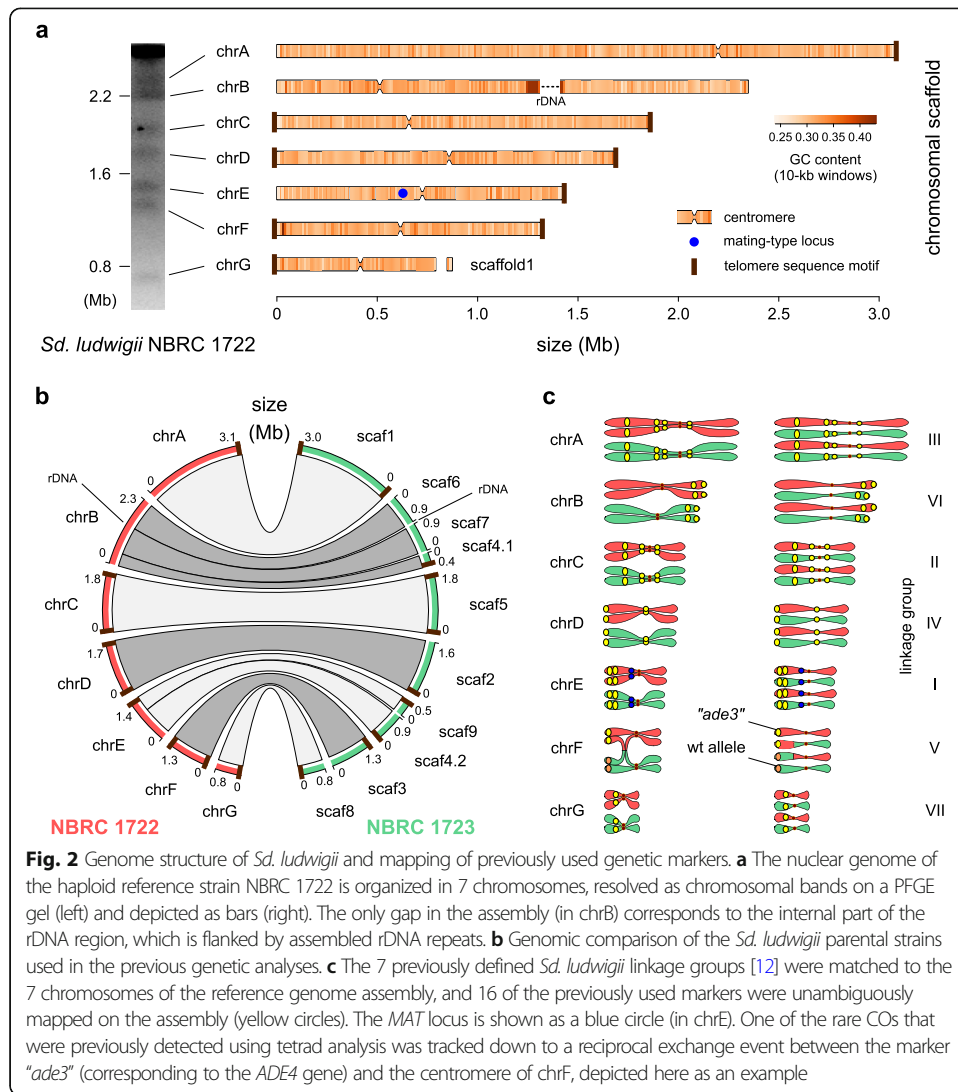 a
chrA
chrB
chrC
chrD
chrE
chrF
chrG
2.2
1.6
0.8
(Mb)
Sd. ludwigii NBRC 1722
rDNA
scaffold1
0.25 0.30 0.35 0.40
GC content
(10-kb windows)
centromere
mating-type locus
telomere sequence motif
0 0.5 1.0 1.5 2.0 2.5 3.0
size (Mb)
chromosomal scaffold
b
size
(Mb)
chrA
3.1
0
rDNA
chrB
2.3
0
chrC
1.8
0
chrD
1.7
0
chrE
1.4
0
chrF
1.3
0
chrG
0.8
0
3.0
scaf1
0
scaf6
0
0.9
rDNA
0.9
scaf7
0
0
scaf4.1
0.4
1.8
scaf5
0
1.6
scaf2
0
0.5
scaf9
0
0.9
scaf4.2
0
1.3
scaf3
0
0
scaf8
0.8
NBRC 1722
NBRC 1723
c
chrA III
chrB VI
chrC II
chrD IV
chrE I
chrF V
chrG VII
"ade3"
wt allele
linkage group
Fig. 2 Genome structure of Sd. ludwigii and mapping of previously used genetic markers. a The nuclear genome of
the haploid reference strain NBRC 1722 is organized in 7 chromosomes, resolved as chromosomal bands on a PFGE
gel (left) and depicted as bars (right). The only gap in the assembly (in chrB) corresponds to the internal part of the
rDNA region, which is flanked by assembled rDNA repeats. b Genomic comparison of the Sd. ludwigii parental strains
used in the previous genetic analyses. c The 7 previously defined Sd. ludwigii linkage groups [12] were matched to the
7 chromosomes of the reference genome assembly, and 16 of the previously used markers were unambiguously
mapped on the assembly (yellow circles). The MAT locus is shown as a blue circle (in chrE). One of the rare COs that
were previously detected using tetrad analysis was tracked down to a reciprocal exchange event between the marker
"ade3" (corresponding to the ADE4 gene) and the centromere of chrF, depicted here as an example